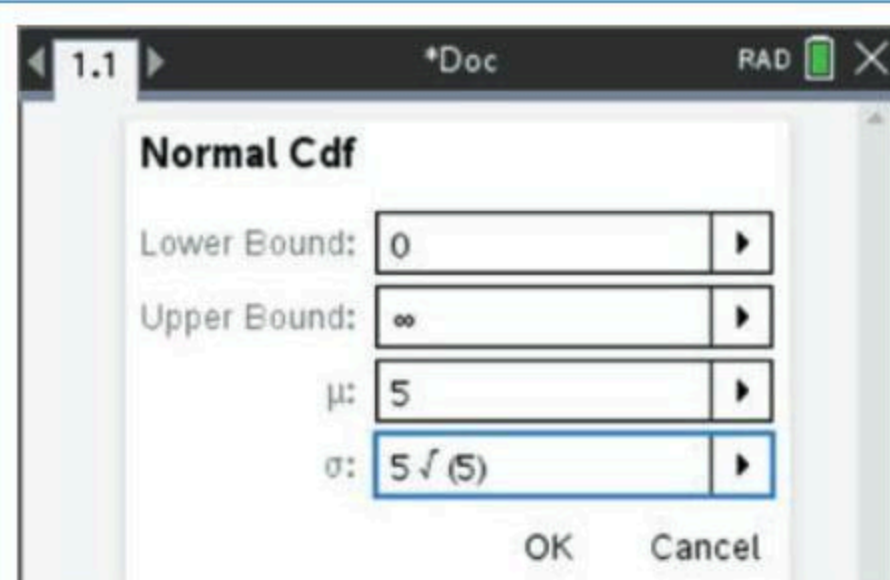 1.1 *Doc RAD
Normal Cdf
Lower Bound: 0
Upper Bound: ∞
μ: 5
σ: 5√(5)
OK Cancel